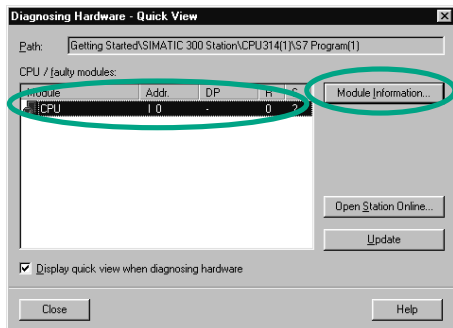 Diagnosing Hardware - Quick View
Path: Getting Started\SIMATIC 300 Station\CPU314(1)\S7 Program(1)
CPU / faulty modules:
Module Addr. DP R S
CPU I 0 - 0 2
Module Information...
Open Station Online...
Update
Display quick view when diagnosing hardware
Close Help